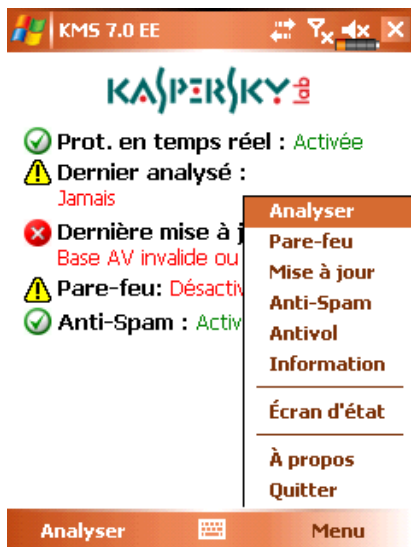 KMS 7.0 EE
KASPERSKY lab
Prot. en temps réel : Activée
Dernier analysé :
Jamais
Dernière mise à j
Base AV invalide ou
Pare-feu: Désactiv
Anti-Spam : Activ
Analyser
Pare-feu
Mise à jour
Anti-Spam
Antivol
Information
Écran d'état
À propos
Quitter
Analyser
Menu